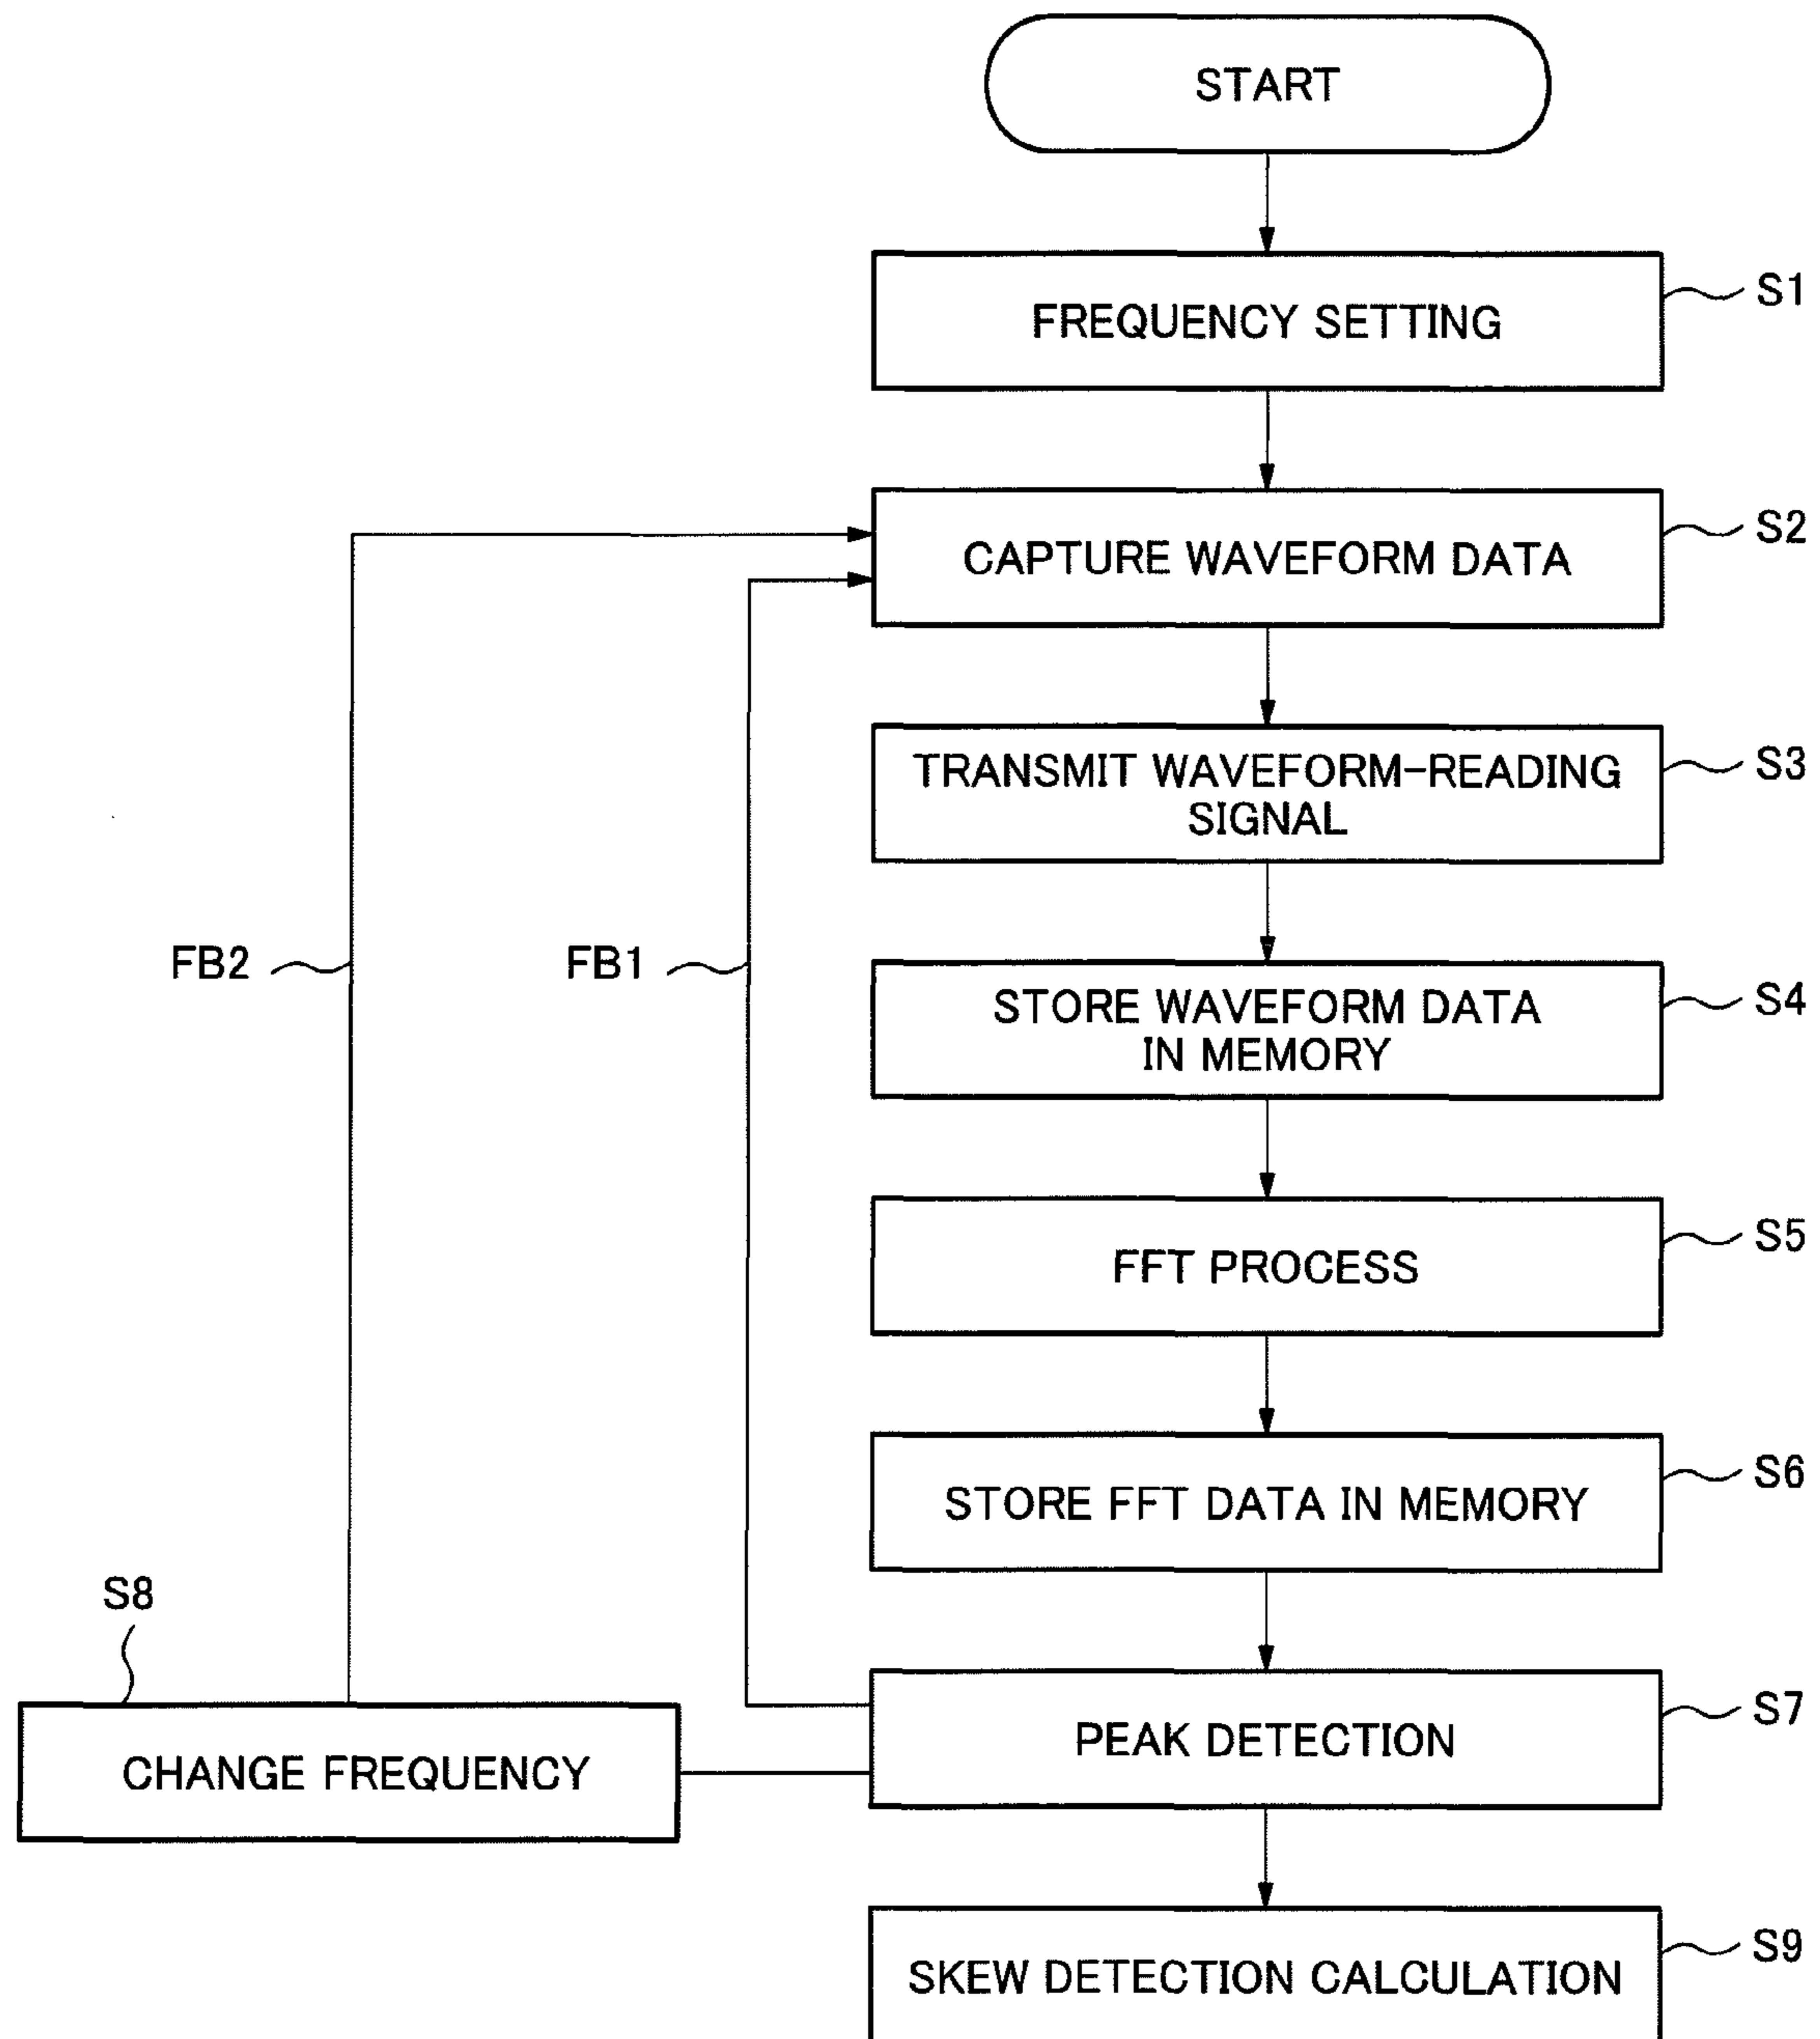 START
FREQUENCY SETTING
S1
CAPTURE WAVEFORM DATA
S2
TRANSMIT WAVEFORM-READING
SIGNAL
S3
FB2
FB1
STORE WAVEFORM DATA
IN MEMORY
S4
FFT PROCESS
S5
STORE FFT DATA IN MEMORY
S6
S8
CHANGE FREQUENCY
PEAK DETECTION
S7
SKEW DETECTION CALCULATION
S9